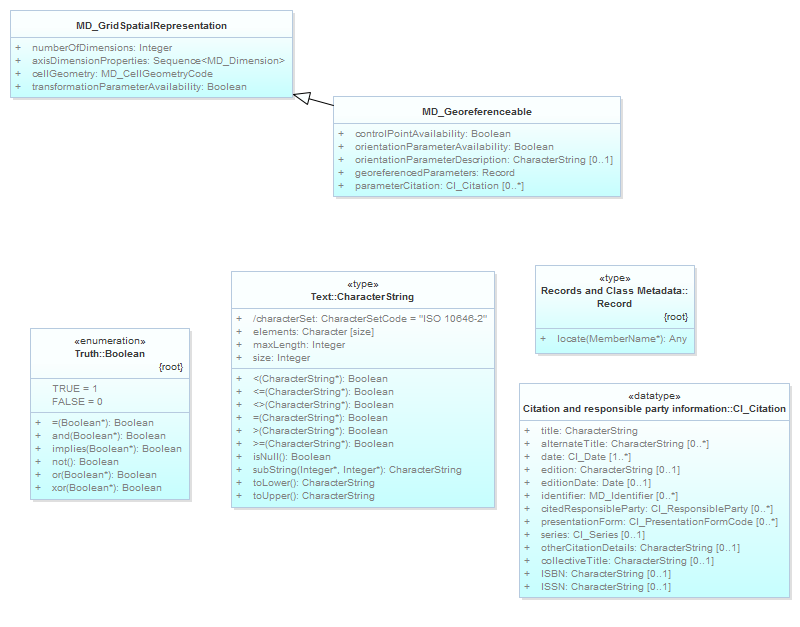 MD_GridSpatialRepresentation
+ numberOfDimensions: Integer
+ axisDimensionProperties: Sequence<MD_Dimension>
+ cellGeometry: MD_CellGeometryCode
+ transformationParameterAvailability: Boolean
MD_Georeferenceable
+ controlPointAvailability: Boolean
+ orientationParameterAvailability: Boolean
+ orientationParameterDescription: CharacterString [0..1]
+ georeferencedParameters: Record
+ parameterCitation: CI_Citation [0..*]
«enumeration»
Truth::Boolean
{root}
TRUE = 1
FALSE = 0
+ =(Boolean*): Boolean
+ and(Boolean*): Boolean
+ implies(Boolean*): Boolean
+ not(): Boolean
+ or(Boolean*): Boolean
+ xor(Boolean*): Boolean
«type»
Text::CharacterString
+ /characterSet: CharacterSetCode = "ISO 10646-2"
+ elements: Character [size]
+ maxLength: Integer
+ size: Integer
+ <(CharacterString*): Boolean
+ <=(CharacterString*): Boolean
+ <>(CharacterString*): Boolean
+ =(CharacterString*): Boolean
+ >(CharacterString*): Boolean
+ >=(CharacterString*): Boolean
+ isNull(): Boolean
+ subString(Integer*, Integer*): CharacterString
+ toLower(): CharacterString
+ toUpper(): CharacterString
«type»
Records and Class Metadata::
Record
{root}
+ locate(MemberName*): Any
«datatype»
Citation and responsible party information::CI_Citation
+ title: CharacterString
+ alternateTitle: CharacterString [0..*]
+ date: CI_Date [1..*]
+ edition: CharacterString [0..1]
+ editionDate: Date [0..1]
+ identifier: MD_Identifier [0..*]
+ citedResponsibleParty: CI_ResponsibleParty [0..*]
+ presentationForm: CI_PresentationFormCode [0..*]
+ series: CI_Series [0..1]
+ otherCitationDetails: CharacterString [0..1]
+ collectiveTitle: CharacterString [0..1]
+ ISBN: CharacterString [0..1]
+ ISSN: CharacterString [0..1]